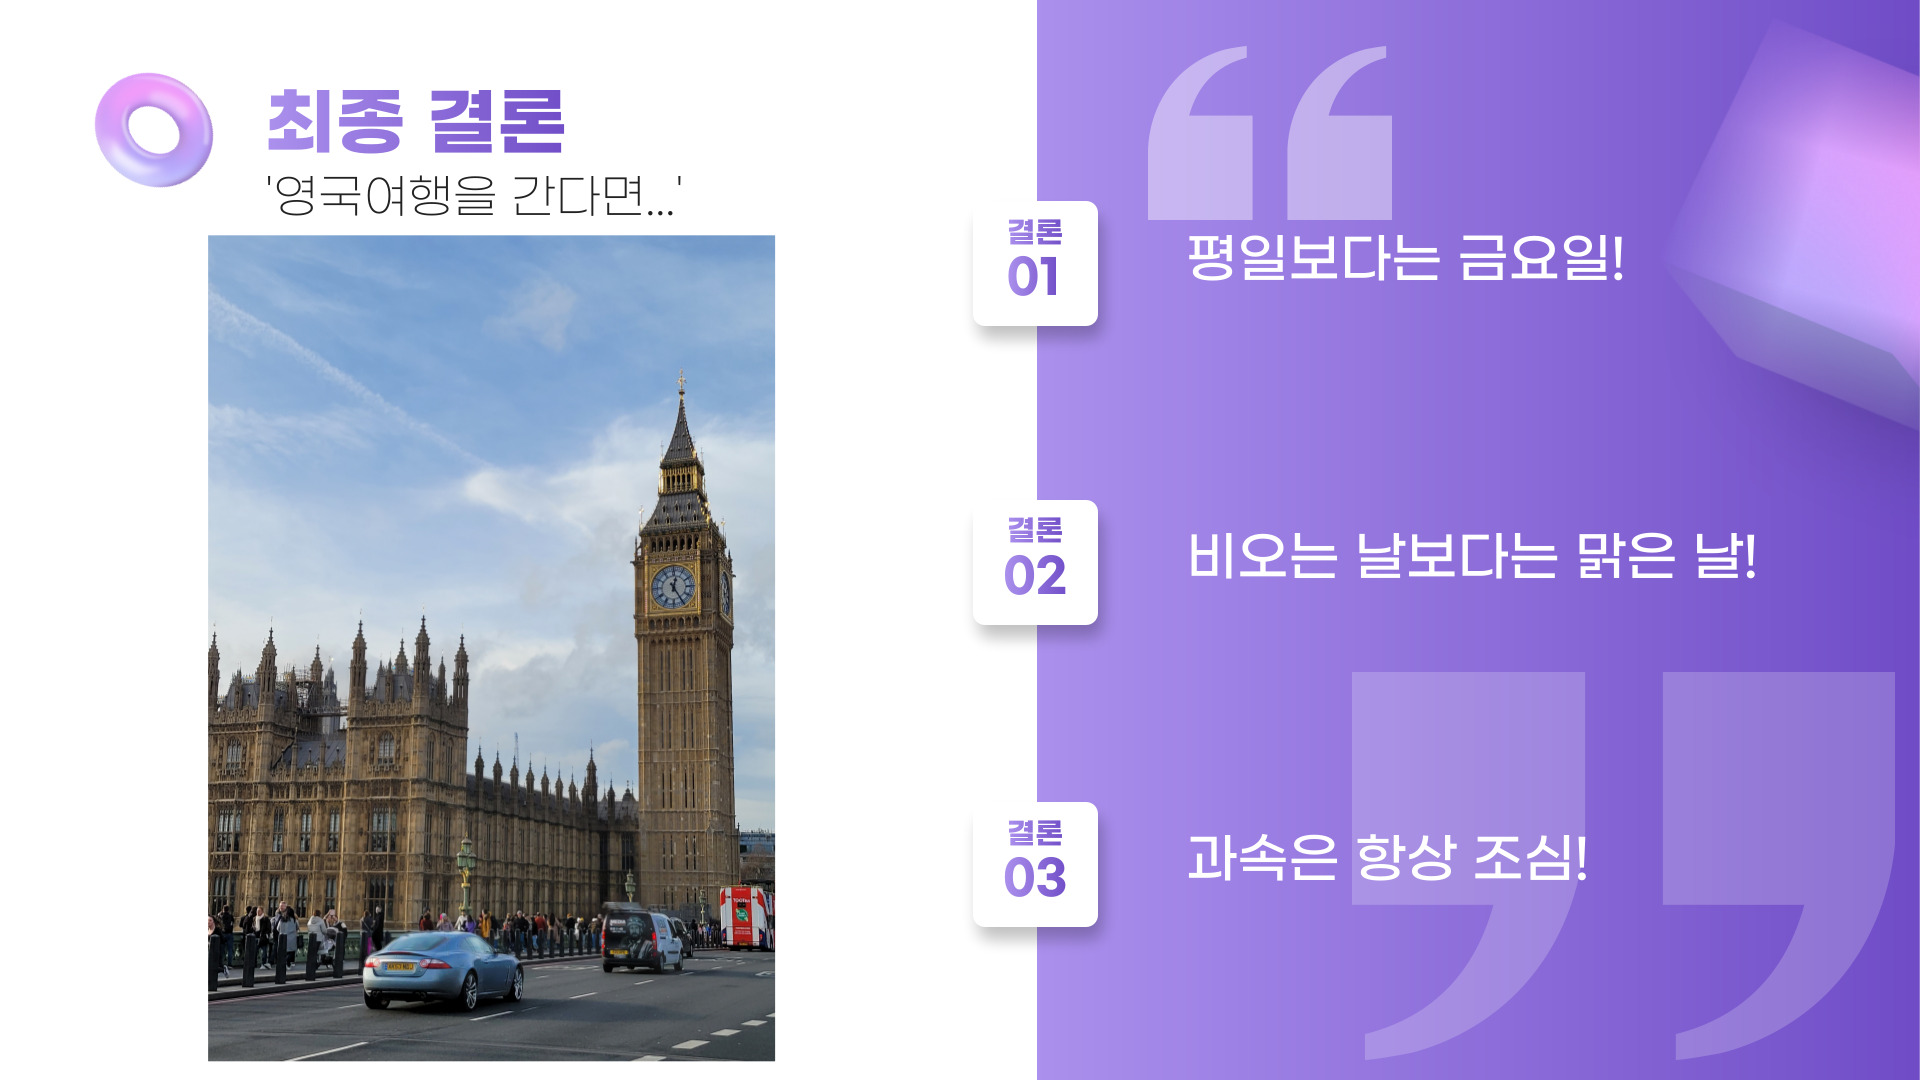 최종 결론
'영국여행을 간다면...'
결론
01
평일보다는 금요일!
결론
02
비오는 날보다는 맑은 날!
결론
03
과속은 항상 조심!